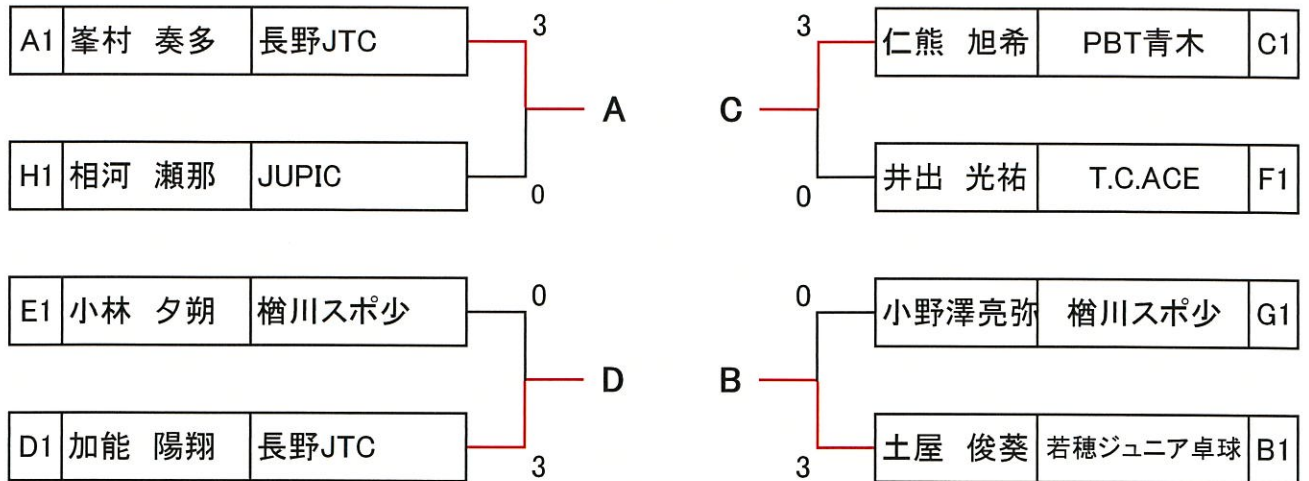 A1 峯村 奏多 長野JTC 3
H1 相河 瀬那 JUPIC 0
A
E1 小林 夕朔 楢川スポ少 0
D1 加能 陽翔 長野JTC 3
D
3 仁熊 旭希 PBT青木 C1
0 井出 光祐 T.C.ACE F1
C
0 小野澤亮弥 楢川スポ少 G1
3 土屋 俊葵 若穂ジュニア卓球 B1
B